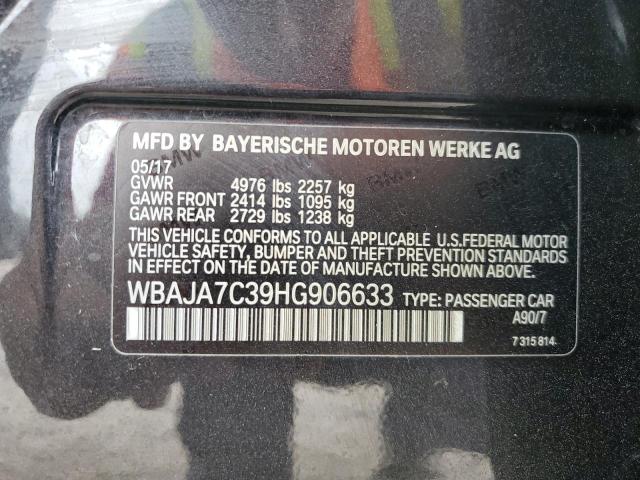 MFD BY BAYERISCHE MOTOREN WERKE AG
05/17
GVWR 4976 lbs 2257 kg
GAWR FRONT 2414 lbs 1095 kg
GAWR REAR 2729 lbs 1238 kg
THIS VEHICLE CONFORMS TO ALL APPLICABLE U.S.FEDERAL MOTOR
VEHICLE SAFETY, BUMPER AND THEFT PREVENTION STANDARDS
IN EFFECT ON THE DATE OF MANUFACTURE SHOWN ABOVE.
WBAJA7C39HG906633 TYPE: PASSENGER CAR
A90/7
7 315 814